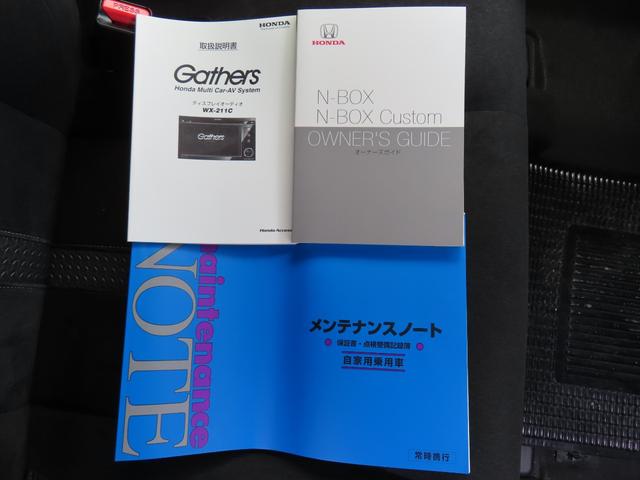 HONDA
取扱説明書
Gathers
Honda Multi Car-AV System
ディスプレイオーディオ
WX-211C
Gathers
Honda Access
HONDA
N-BOX
N-BOX Custom
OWNER'S GUIDE
オーナーズガイド
Maintenance
NOTE
メンテナンスノート
保証書・点検整備記録簿
自家用乗用車
常時携行